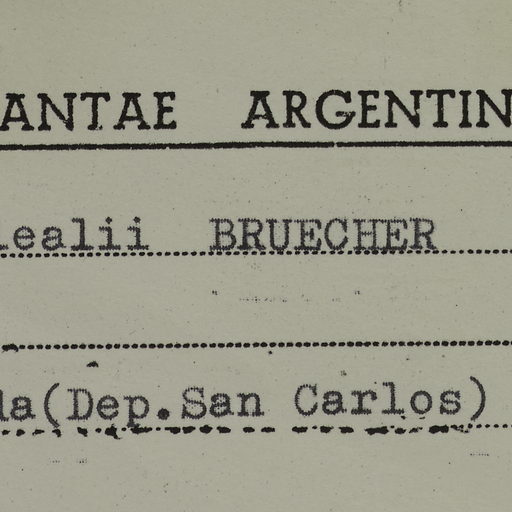 ANTAE ARGENTIN
lealii BRUECHER
la(Dep.San Carlos)